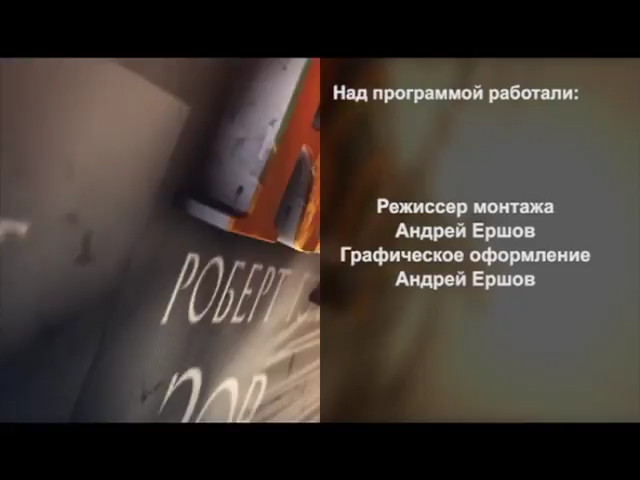 РОБЕРТ
Над программой работали:
Режиссер монтажа
Андрей Ершов
Графическое оформление
Андрей Ершов